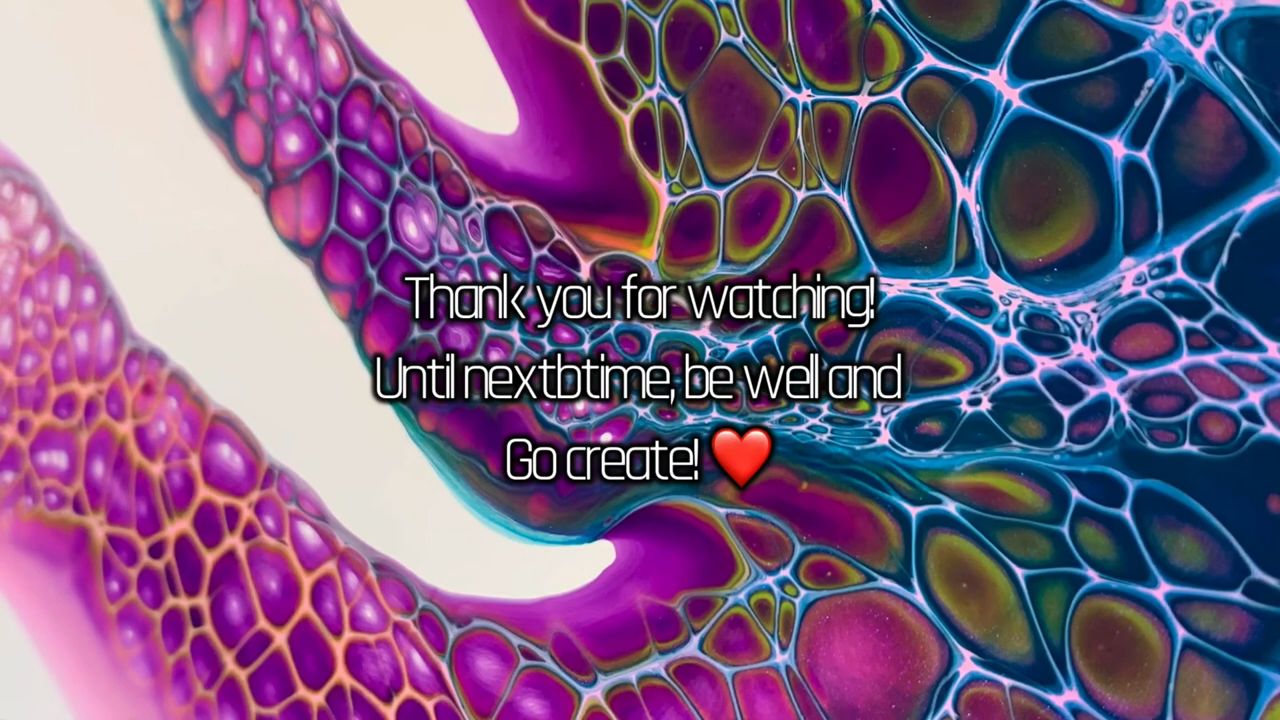 Thank you for watching!
Until nextbtime, be well and
Go create! ❤️